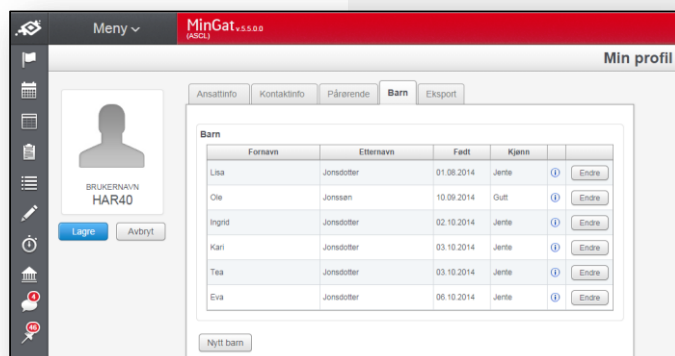 Meny
MinGat v.5.5.0.0
(ASCL)
Min profil
Ansattinfo Kontaktinfo Pårørende Barn Eksport
BRUKERNAVN
HAR40
Lagre Avbryt
Barn
Fornavn Etternavn Født Kjønn
Lisa Jonsdotter 01.08.2014 Jente Endre
Ole Jonssøn 10.09.2014 Gutt Endre
Ingrid Jonsdotter 02.10.2014 Jente Endre
Kari Jonsdotter 03.10.2014 Jente Endre
Tea Jonsdotter 03.10.2014 Jente Endre
Eva Jonsdotter 06.10.2014 Jente Endre
Nytt barn
4
46